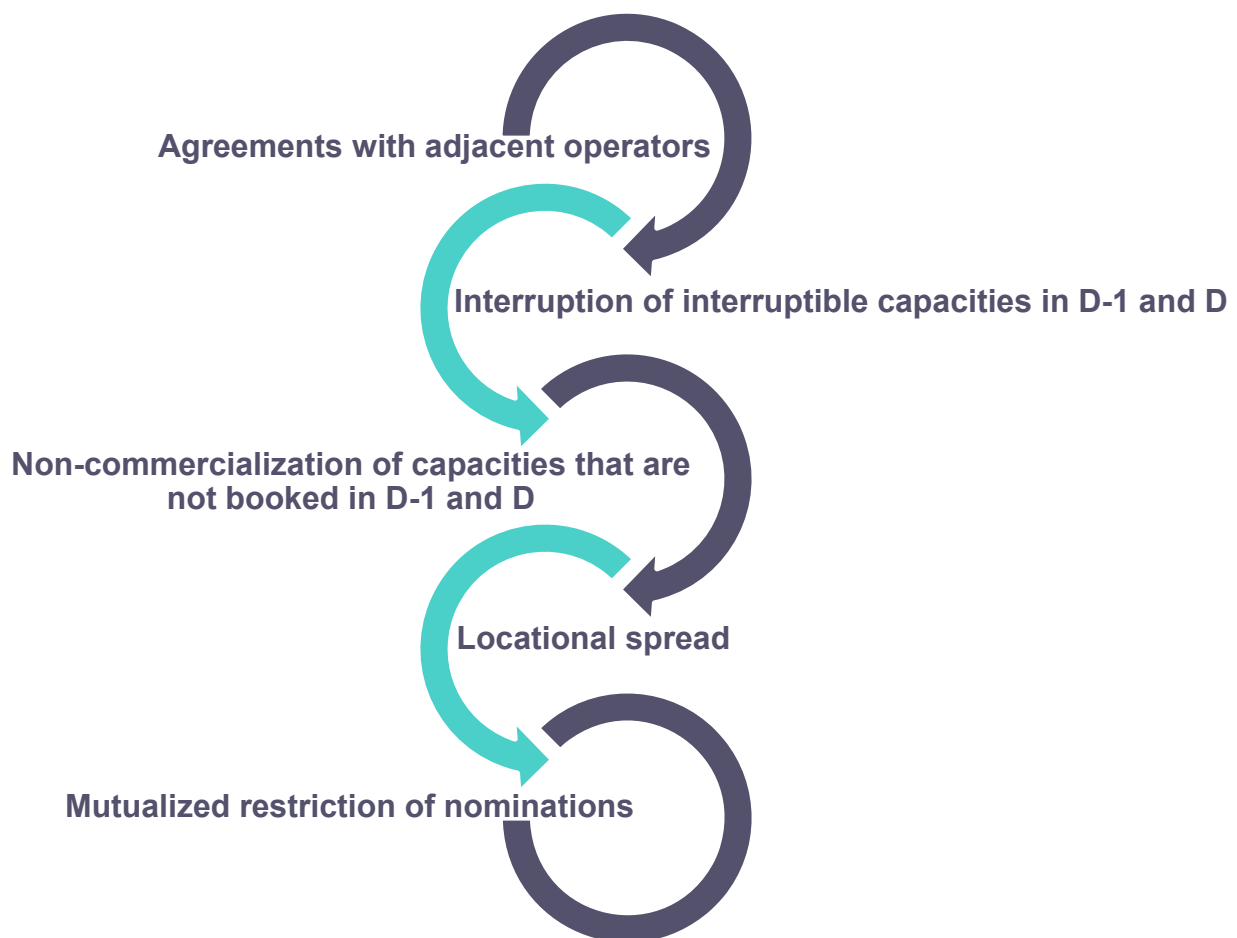 Agreements with adjacent operators
Interruption of interruptible capacities in D-1 and D
Non-commercialization of capacities that are
not booked in D-1 and D
Locational spread
Mutualized restriction of nominations